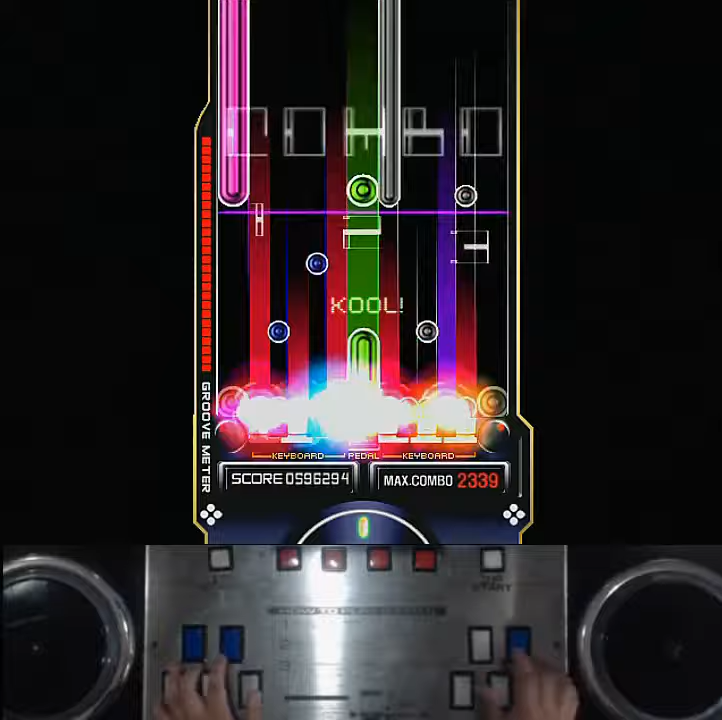 COMBO
KOOL!
KEYBOARD PEDAL KEYBOARD
GROOVE METER
SCORE 0596294 MAX.COMBO 2339
START